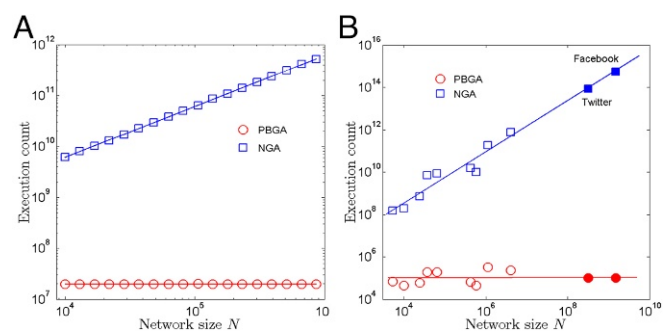 A
B
Execution count
10^12
10^11
10^10
10^9
10^8
10^7
PBGA
NGA
10^4
10^5
10^6
Network size N
Execution count
10^16
10^14
10^12
10^10
10^8
10^6
10^4
PBGA
NGA
Facebook
Twitter
10^4
10^6
10^8
10^10
Network size N